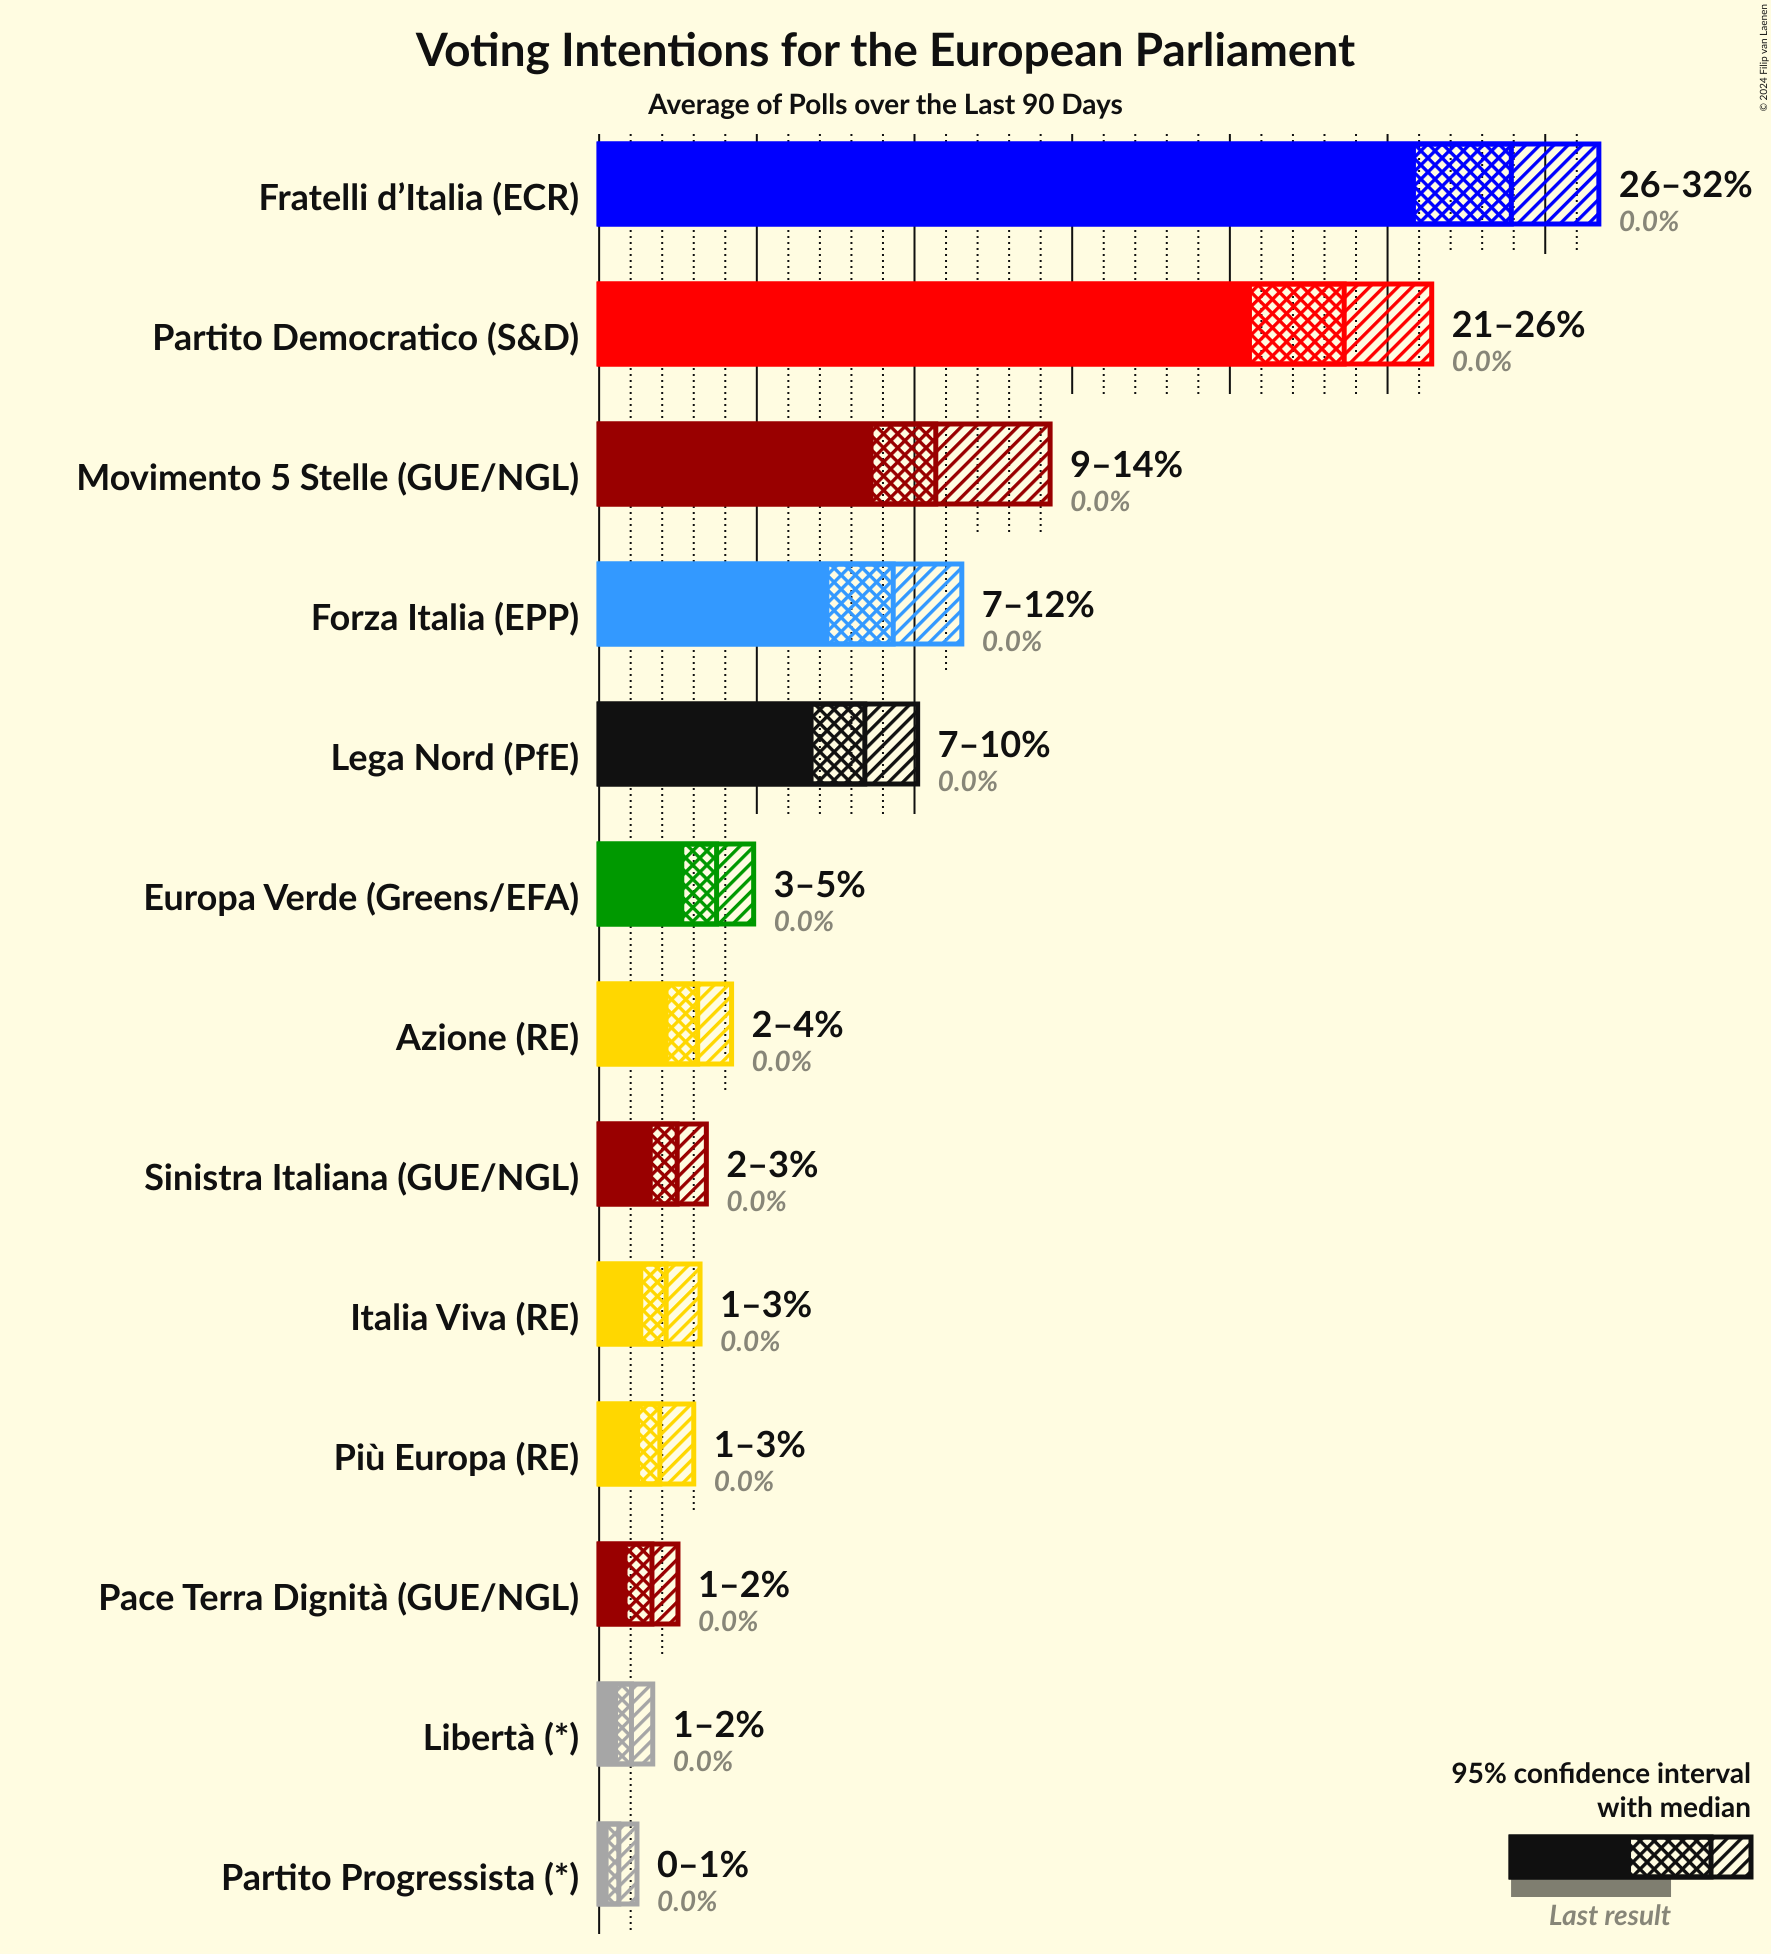 Voting Intentions for the European Parliament
Average of Polls over the Last 90 Days
© 2024 Filip van Laenen
Fratelli d’Italia (ECR)
26–32%
0.0%
Partito Democratico (S&D)
21–26%
0.0%
Movimento 5 Stelle (GUE/NGL)
9–14%
0.0%
Forza Italia (EPP)
7–12%
0.0%
Lega Nord (PfE)
7–10%
0.0%
Europa Verde (Greens/EFA)
3–5%
0.0%
Azione (RE)
2–4%
0.0%
Sinistra Italiana (GUE/NGL)
2–3%
0.0%
Italia Viva (RE)
1–3%
0.0%
Più Europa (RE)
1–3%
0.0%
Pace Terra Dignità (GUE/NGL)
1–2%
0.0%
Libertà (*)
1–2%
0.0%
Partito Progressista (*)
0–1%
0.0%
95% confidence interval
with median
Last result